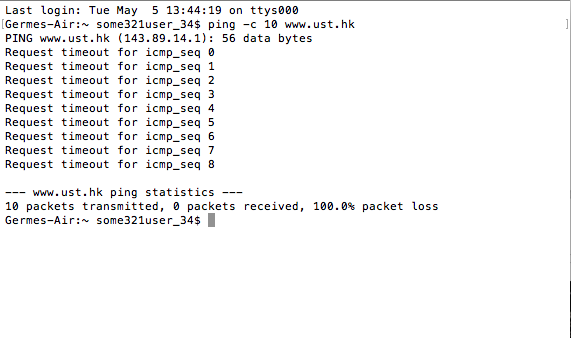 Last login: Tue May  5 13:44:19 on ttys000
[Germes-Air:~ some321user_34$ ping -c 10 www.ust.hk ]
PING www.ust.hk (143.89.14.1): 56 data bytes
Request timeout for icmp_seq 0
Request timeout for icmp_seq 1
Request timeout for icmp_seq 2
Request timeout for icmp_seq 3
Request timeout for icmp_seq 4
Request timeout for icmp_seq 5
Request timeout for icmp_seq 6
Request timeout for icmp_seq 7
Request timeout for icmp_seq 8
--- www.ust.hk ping statistics ---
10 packets transmitted, 0 packets received, 100.0% packet loss
Germes-Air:~ some321user_34$